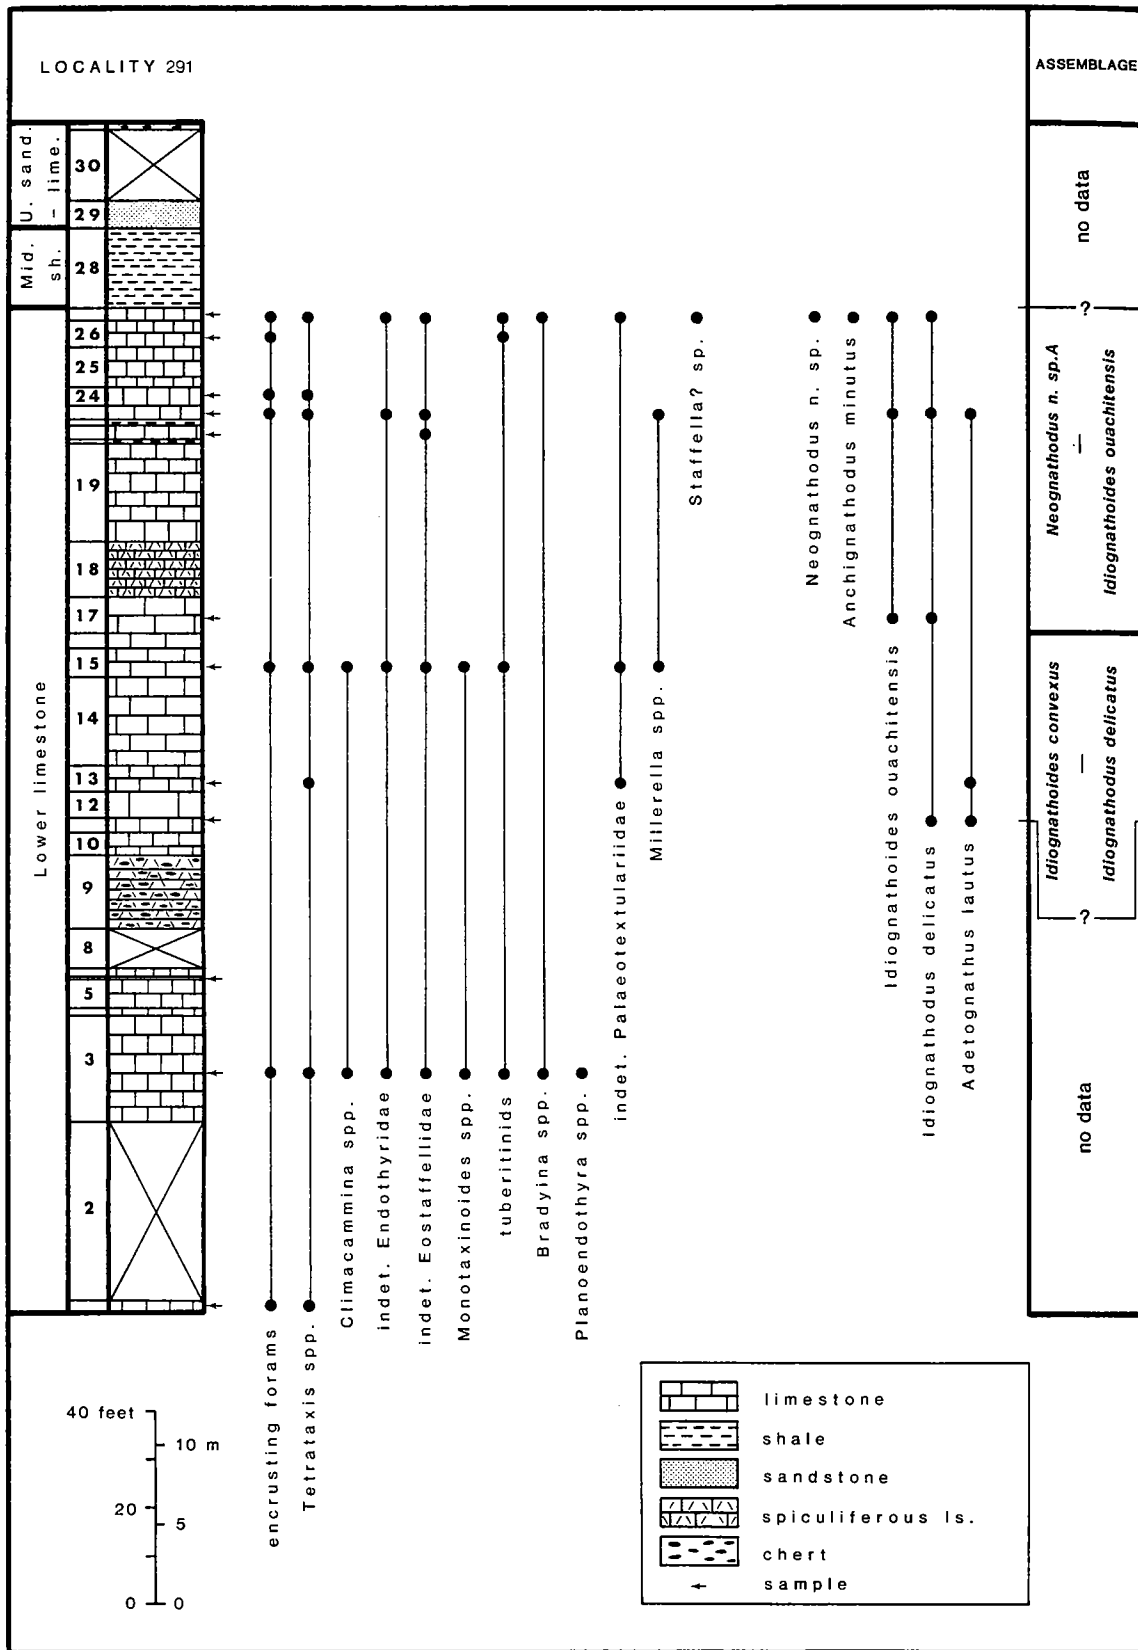 LOCALITY 291
ASSEMBLAGE
U. sand.
– lime.
Mid.
sh.
Lower limestone
30
29
28
26
25
24
19
18
17
15
14
13
12
10
9
8
5
3
2
encrusting forams
Tetrataxis spp.
Climacammina spp.
indet. Endothyridae
indet. Eostaffellidae
Monotaxinoides spp.
tuberitinids
Bradyina spp.
Planoendothyra spp.
indet. Palaeotextulariidae
Millerella spp.
Staffella? sp.
Neognathodus n. sp.
Anchignathodus minutus
Idiognathoides ouachitensis
Idiognathodus delicatus
Adetognathus lautus
no data
?
Neognathodus n. sp.A
—
Idiognathoides ouachitensis
Idiognathoides convexus
—
Idiognathodus delicatus
?
no data
40 feet
10 m
20
5
0
0
limestone
shale
sandstone
spiculiferous ls.
chert
sample